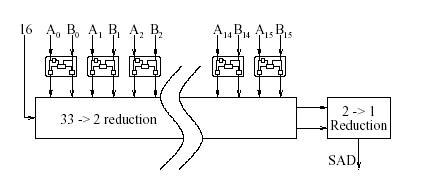 16 A₀ B₀ A₁ B₁ A₂ B₂ A₁₄ B₁₄ A₁₅ B₁₅
33 -> 2 reduction
2 -> 1
Reduction
SAD